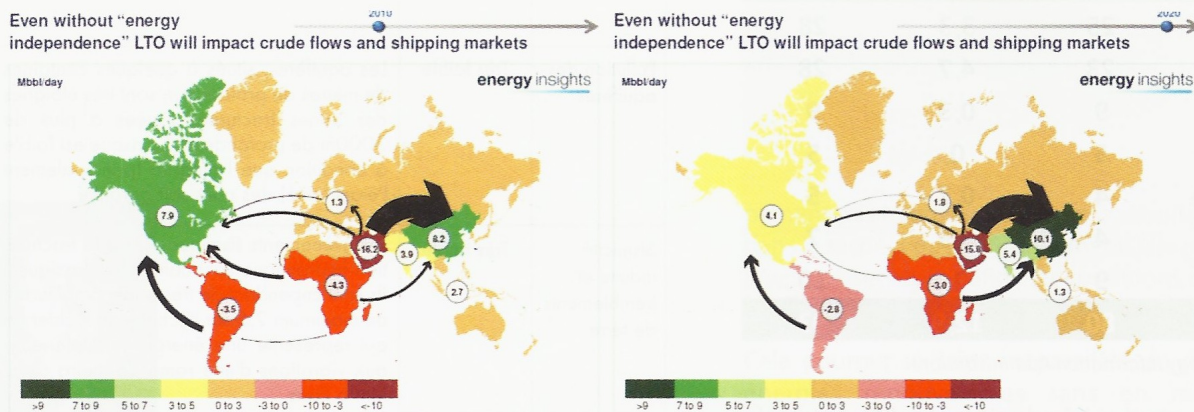 2010
Even without “energy
independence” LTO will impact crude flows and shipping markets
Mbbl/day
energy insights
7.9
1.3
-16.2
8.2
3.9
-4.3
2.7
-3.5
>9 7 to 9 5 to 7 3 to 5 0 to 3 -3 to 0 -10 to -3 <-10
2020
Even without “energy
independence” LTO will impact crude flows and shipping markets
Mbbl/day
energy insights
4.1
1.8
10.1
5.4
-3.0
1.3
-2.8
>9 7 to 9 5 to 7 3 to 5 0 to 3 -3 to 0 -10 to -3 <-10